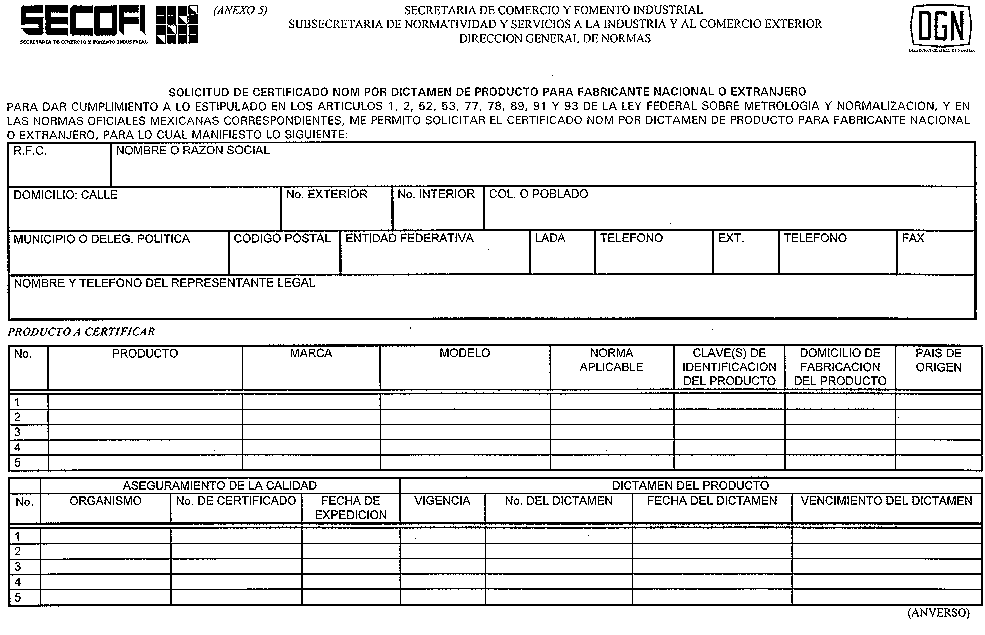 SECOFI
SECRETARIA DE COMERCIO Y FOMENTO INDUSTRIAL
(ANEXO 5)
SECRETARIA DE COMERCIO Y FOMENTO INDUSTRIAL
SUBSECRETARIA DE NORMATIVIDAD Y SERVICIOS A LA INDUSTRIA Y AL COMERCIO EXTERIOR
DIRECCION GENERAL DE NORMAS
DGN
DIRECCION GENERAL DE NORMAS
SOLICITUD DE CERTIFICADO NOM POR DICTAMEN DE PRODUCTO PARA FABRICANTE NACIONAL O EXTRANJERO
PARA DAR CUMPLIMIENTO A LO ESTIPULADO EN LOS ARTICULOS 1, 2, 52, 53, 77, 78, 89, 91 Y 93 DE LA LEY FEDERAL SOBRE METROLOGIA Y NORMALIZACION, Y EN
LAS NORMAS OFICIALES MEXICANAS CORRESPONDIENTES, ME PERMITO SOLICITAR EL CERTIFICADO NOM POR DICTAMEN DE PRODUCTO PARA FABRICANTE NACIONAL
O EXTRANJERO, PARA LO CUAL MANIFIESTO LO SIGUIENTE:
R.F.C. NOMBRE O RAZON SOCIAL
DOMICILIO: CALLE No. EXTERIOR No. INTERIOR COL. O POBLADO
MUNICIPIO O DELEG. POLITICA CODIGO POSTAL ENTIDAD FEDERATIVA LADA TELEFONO EXT. TELEFONO FAX
NOMBRE Y TELEFONO DEL REPRESENTANTE LEGAL
PRODUCTO A CERTIFICAR
No. PRODUCTO MARCA MODELO NORMA CLAVE(S) DE DOMICILIO DE PAIS DE
APLICABLE IDENTIFICACION FABRICACION ORIGEN
DEL PRODUCTO DEL PRODUCTO
1
2
3
4
5
ASEGURAMIENTO DE LA CALIDAD DICTAMEN DEL PRODUCTO
No. ORGANISMO No. DE CERTIFICADO FECHA DE VIGENCIA No. DEL DICTAMEN FECHA DEL DICTAMEN VENCIMIENTO DEL DICTAMEN
EXPEDICION
1
2
3
4
5
(ANVERSO)